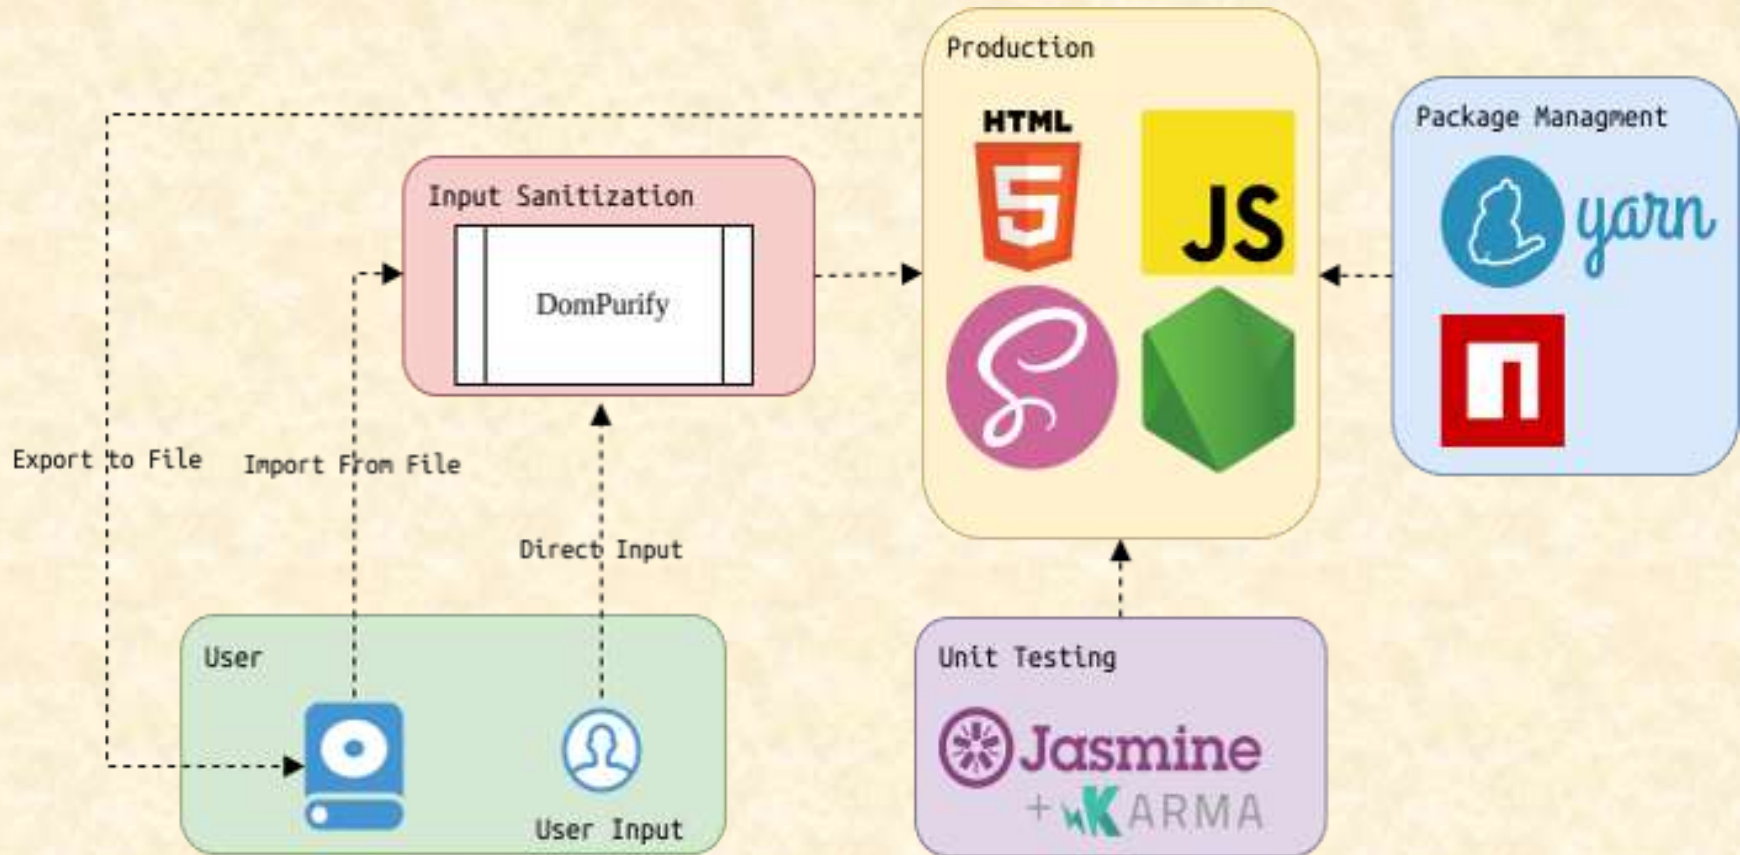 Production
HTML
5
JS
Package Managment
yarn
n
Input Sanitization
DomPurify
Export to File
Import From File
Direct Input
User
User Input
Unit Testing
Jasmine
+ KARMA